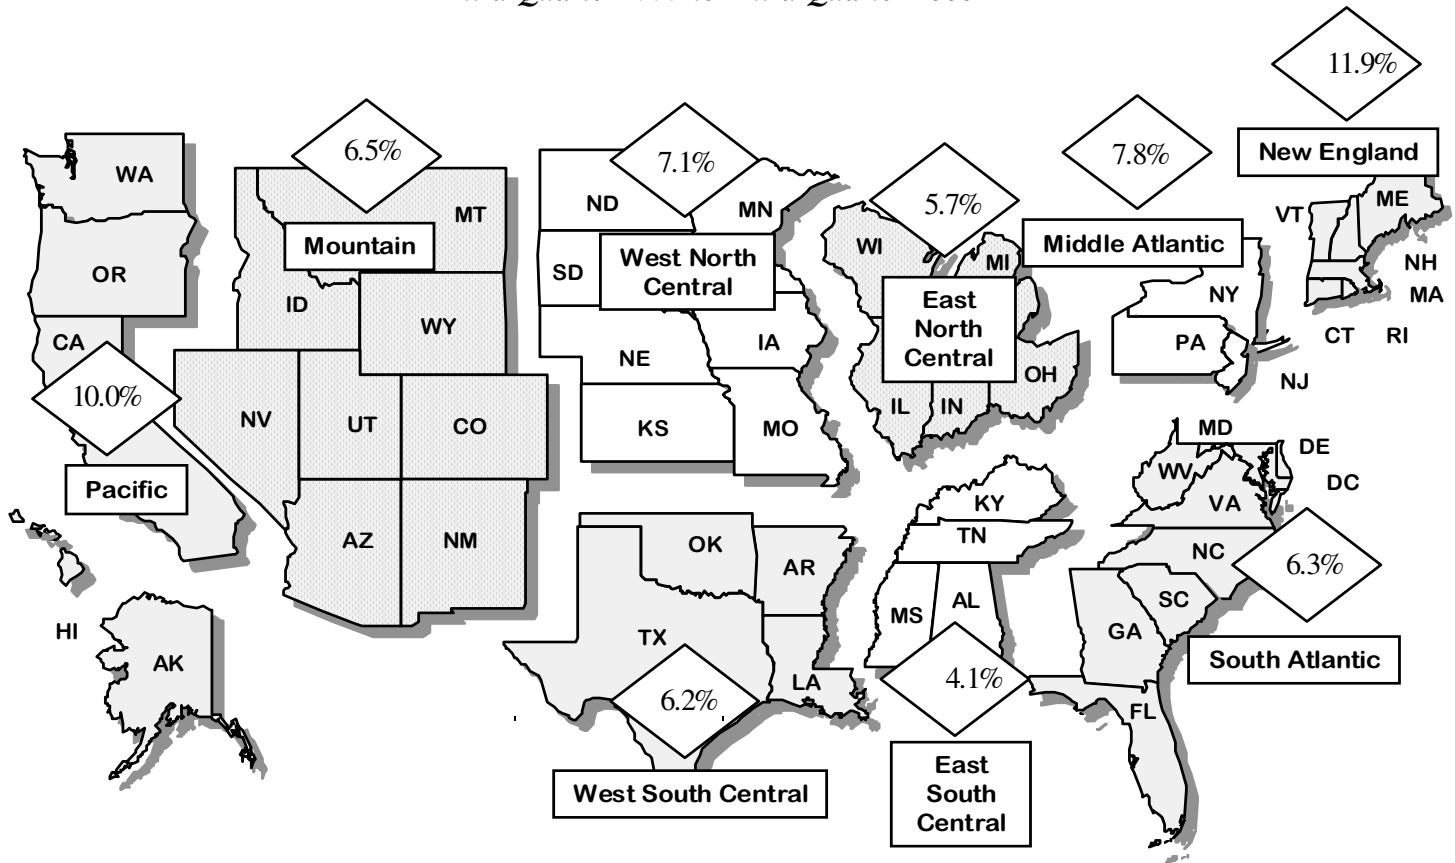 11.9%
New England
VT
ME
NH
MA
CT
RI
7.8%
Middle Atlantic
NY
PA
NJ
5.7%
WI
MI
East
North
Central
OH
IL
IN
7.1%
ND
MN
SD
West North
Central
NE
IA
KS
MO
6.5%
MT
Mountain
ID
WY
NV
UT
CO
AZ
NM
WA
OR
CA
10.0%
Pacific
HI
AK
OK
AR
TX
LA
6.2%
West South Central
KY
TN
MS
AL
4.1%
East
South
Central
MD
DE
WV
DC
VA
NC
6.3%
SC
GA
South Atlantic
FL